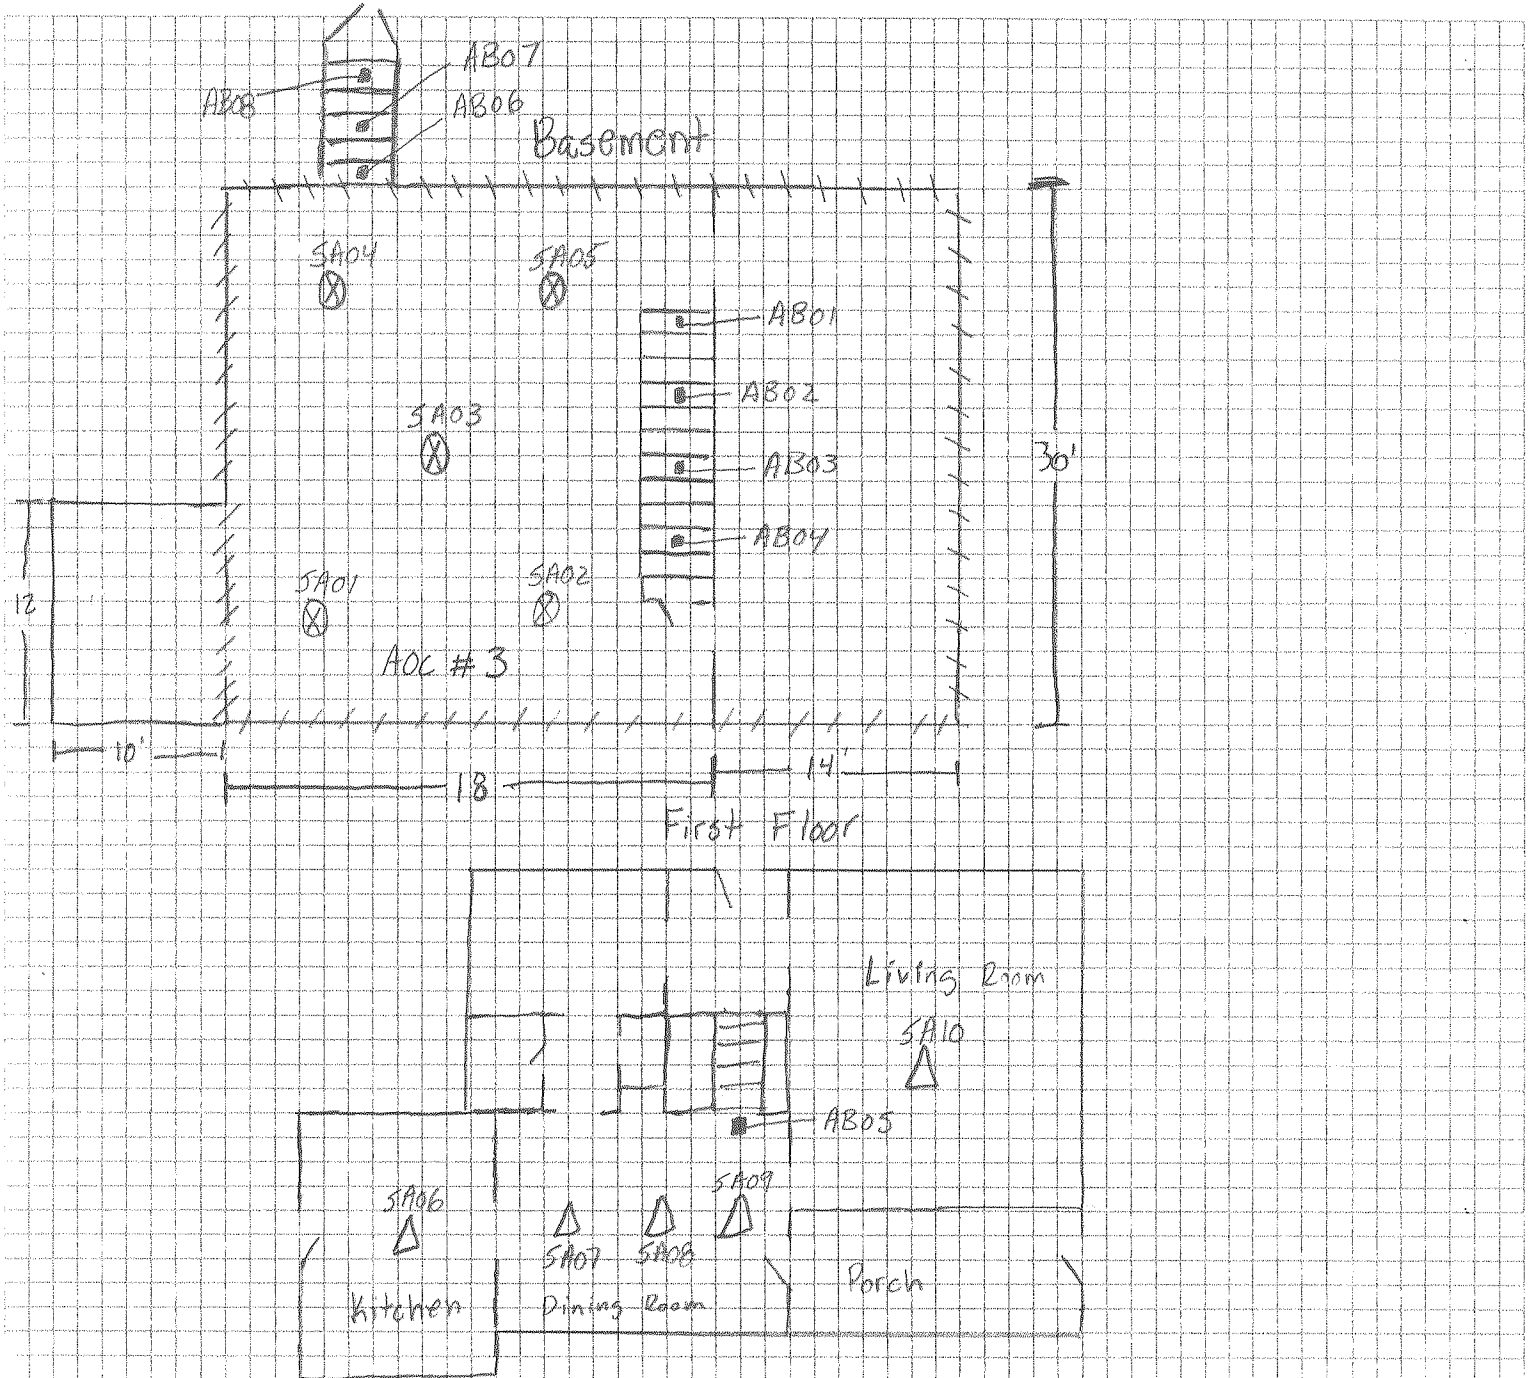 AB07
AB08
AB06
Basement
SA04
SA05
AB01
AB02
SA03
AB03
30'
AB04
SA01
SA02
12
AOC # 3
10'
18
14'
First Floor
Living Room
SA10
AB05
SA09
SA06
SA07
SA08
Porch
Kitchen
Dining Room